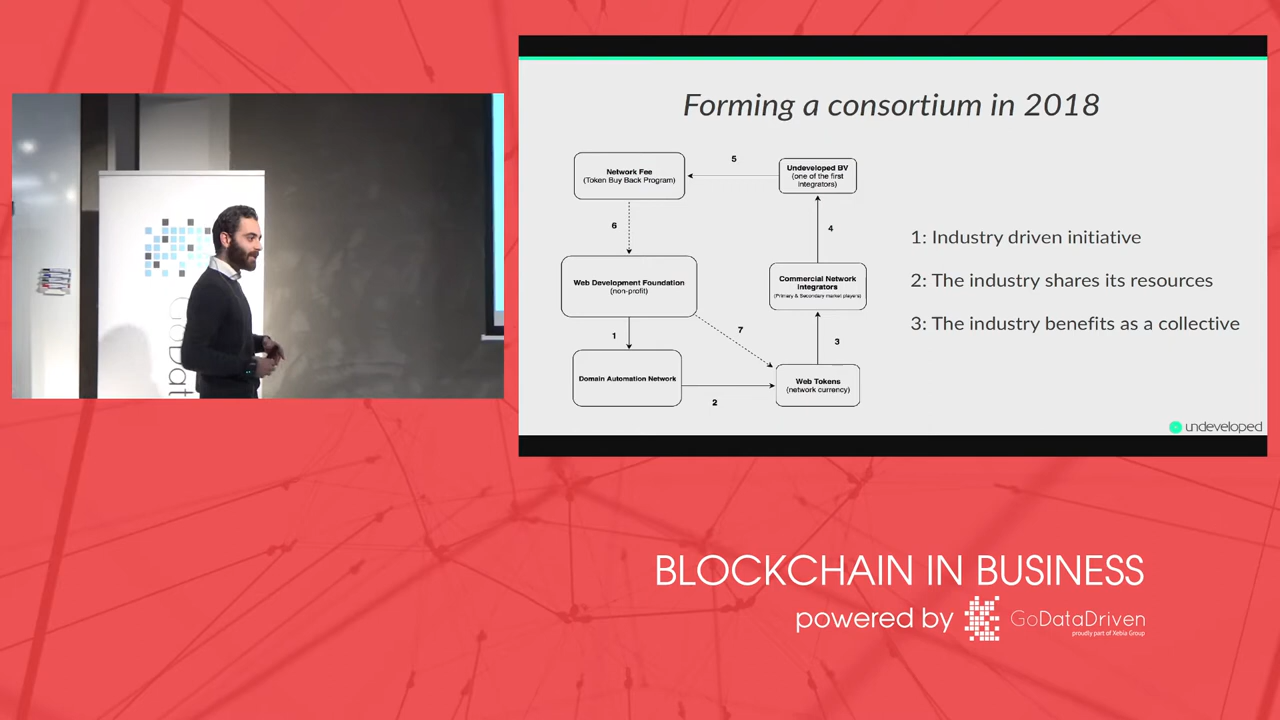 Forming a consortium in 2018
Network Fee
(Token Buy Back Program)
5
Undeveloped BV
(one of the first
integrators)
6
4
Web Development Foundation
(non-profit)
Commercial Network
Integrators
(Primary & Secondary market players)
1
7
3
Domain Automation Network
2
Web Tokens
(network currency)
1: Industry driven initiative
2: The industry shares its resources
3: The industry benefits as a collective
undeveloped
GoDat
BLOCKCHAIN IN BUSINESS
powered by
GoDataDriven
proudly part of Xebia Group